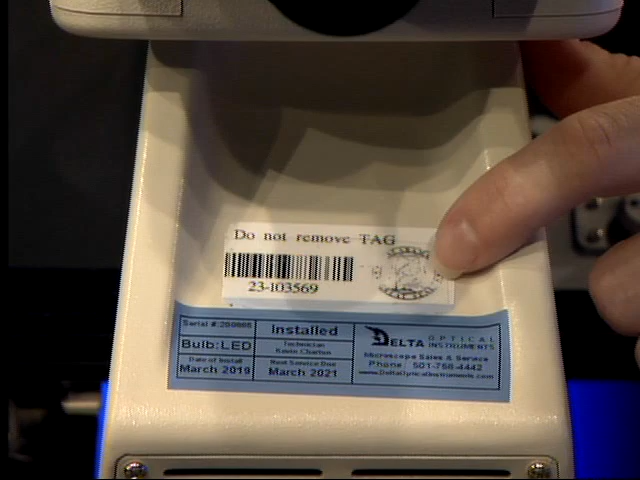 Do not remove TAG
23-103569
Serial #:
Bulb:LED
Date of Install
March 2019
Installed
Technician
Next Service Due
March 2021
DELTA OPTICAL
INSTRUMENTS
Microscope Sales & Service
Phone: 501-758-4442
www.DeltaOpticalInstruments.com